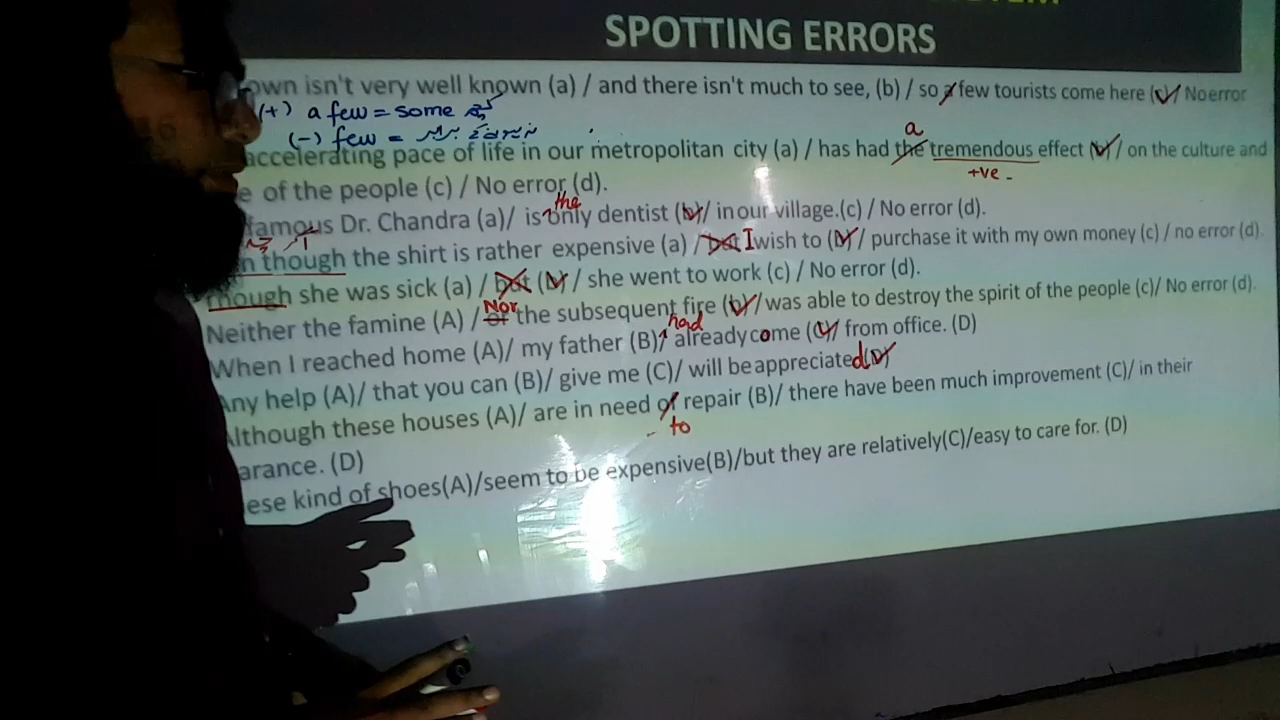 SPOTTING ERRORS
own isn't very well known (a) / and there isn't much to see, (b) / so a few tourists come here (c)/ No error
(+) a few = some
(-) few =
a
accelerating pace of life in our metropolitan city (a) / has had the tremendous effect (b) / on the culture and
+ve -
e of the people (c) / No error (d).
the
famous Dr. Chandra (a)/ is only dentist (b)/ in our village.(c) / No error (d).
n though the shirt is rather expensive (a) / but I wish to (b) / purchase it with my own money (c) / no error (d).
Though she was sick (a) / but (b) / she went to work (c) / No error (d).
Nor
Neither the famine (A) / or the subsequent fire (b) / was able to destroy the spirit of the people (c)/ No error (d).
had
When I reached home (A)/ my father (B)/ already come (C)/ from office. (D)
Any help (A)/ that you can (B)/ give me (C)/ will be appreciated(D)
Although these houses (A)/ are in need of repair (B)/ there have been much improvement (C)/ in their
to
arance. (D)
ese kind of shoes(A)/seem to be expensive(B)/but they are relatively(C)/easy to care for. (D)